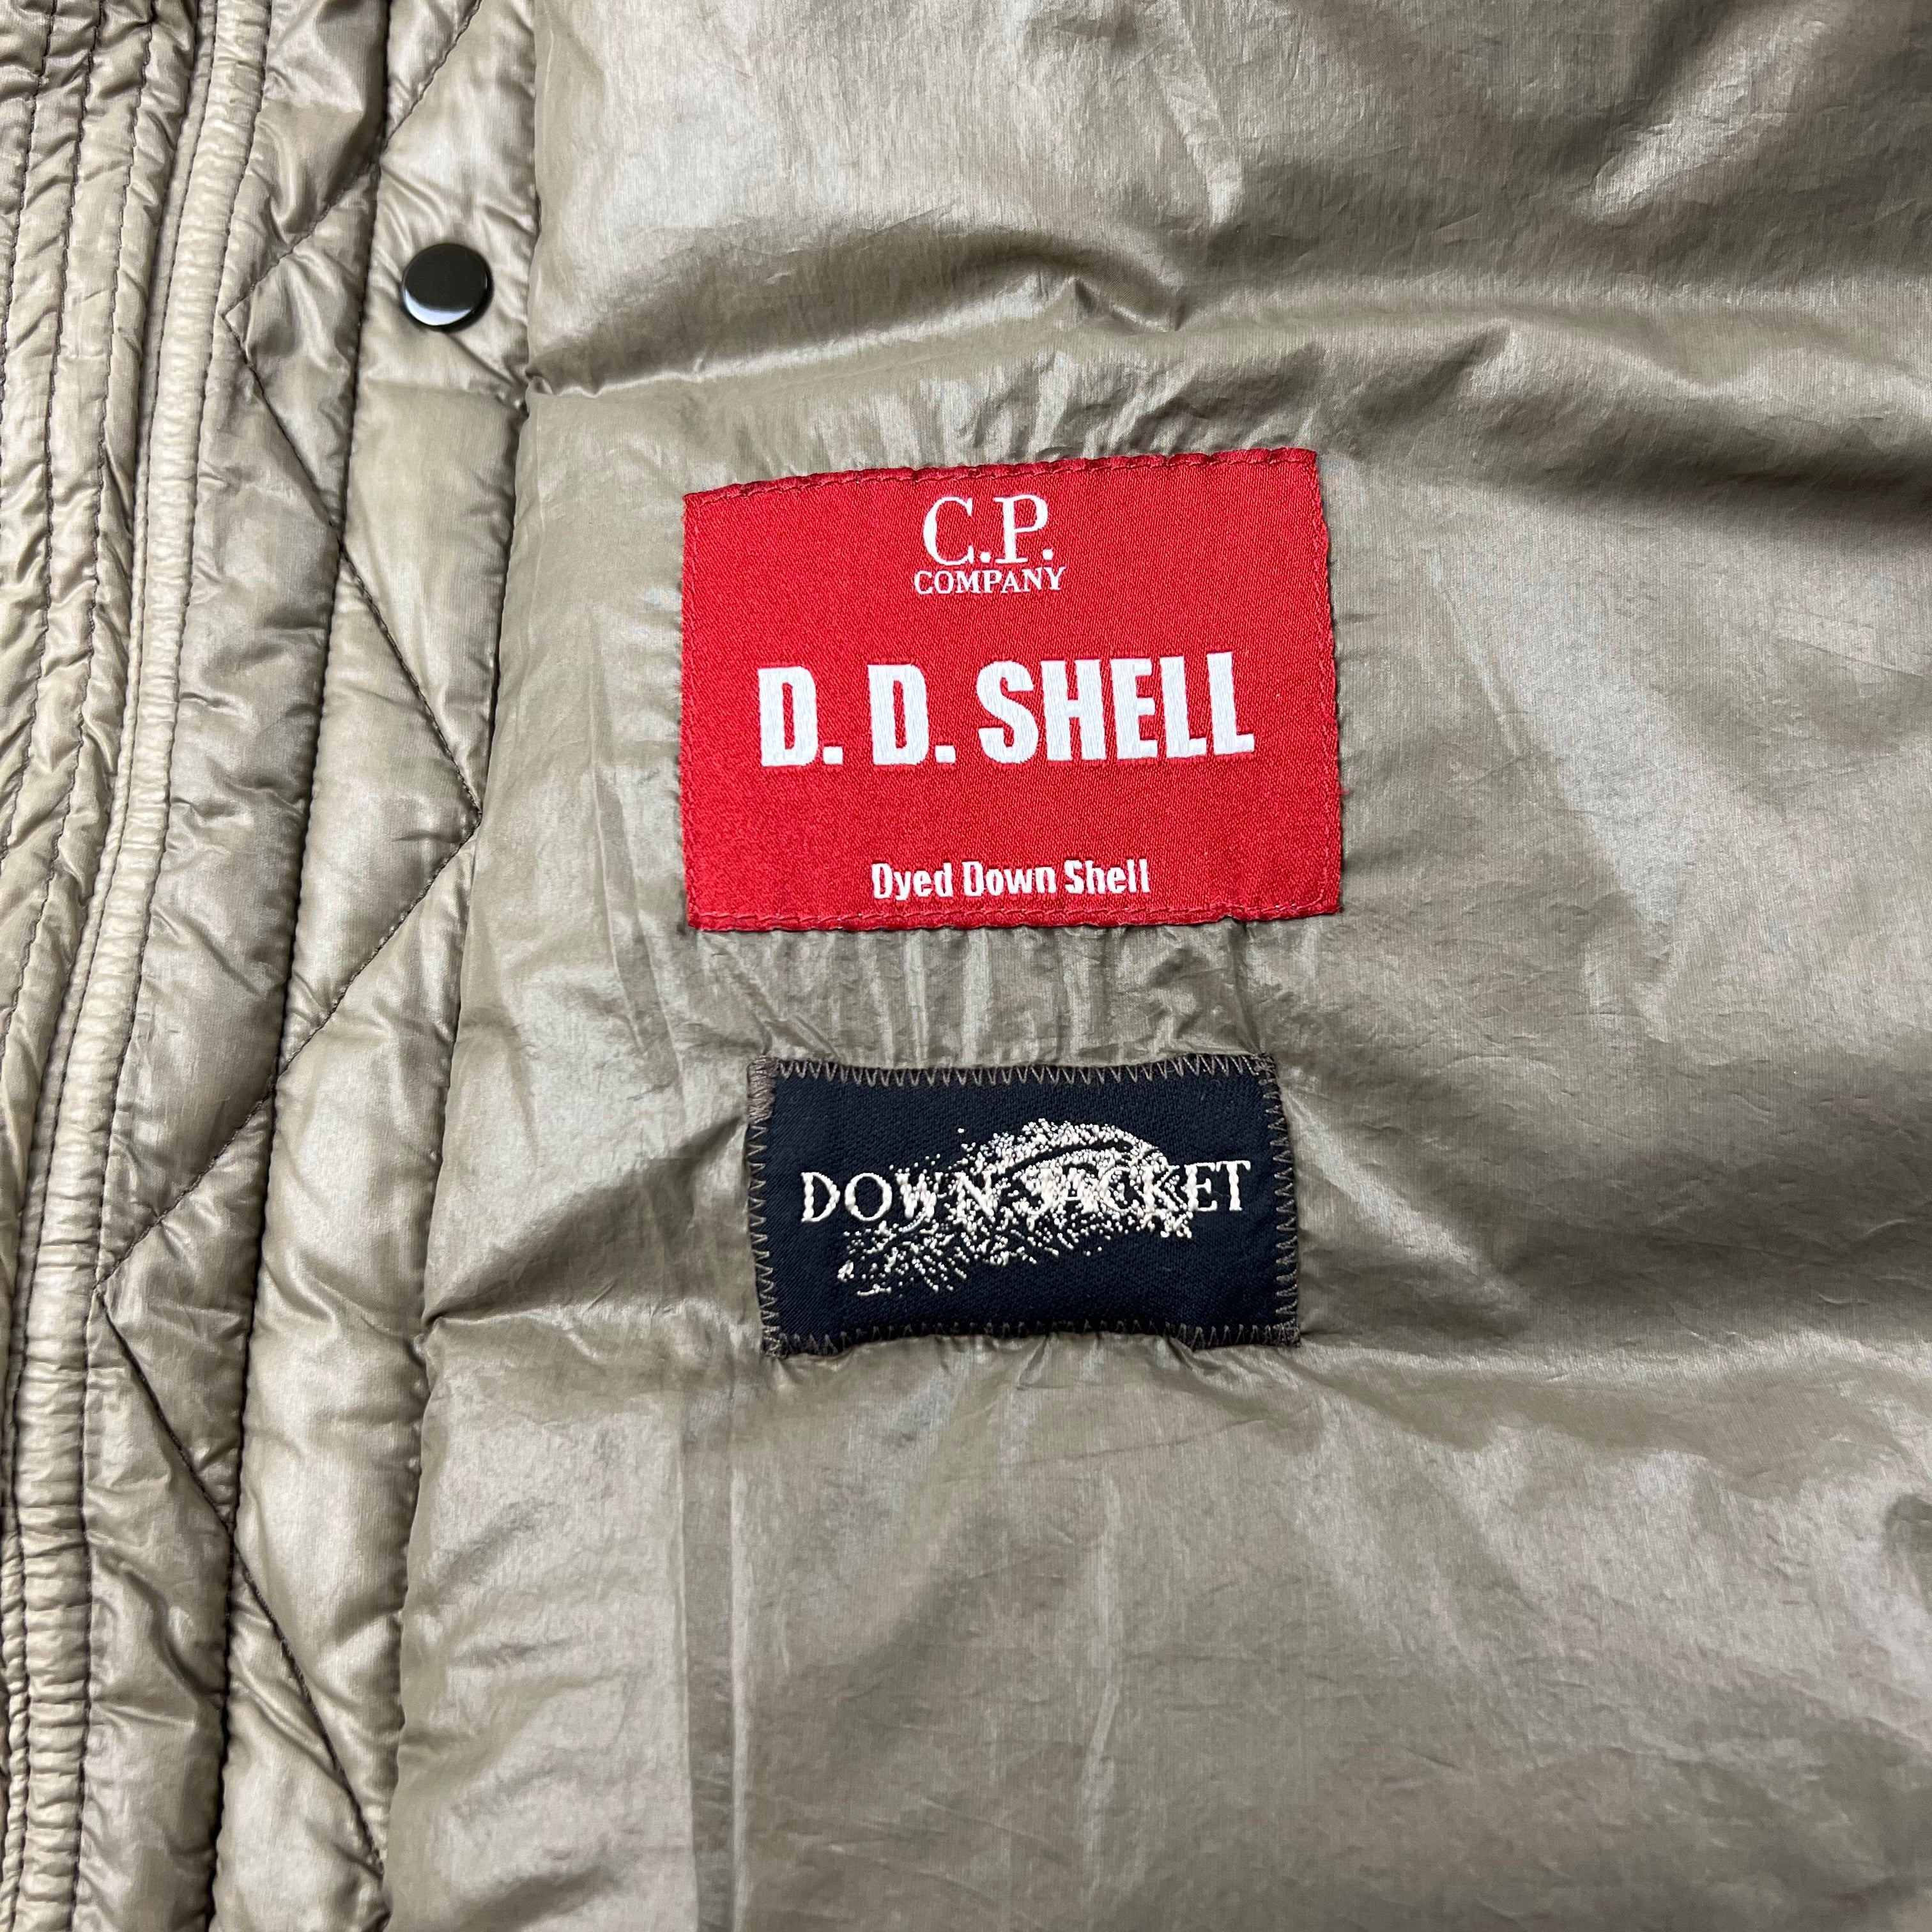 C.P.
COMPANY
D. D. SHELL
Dyed Down Shell
DOWN JACKET